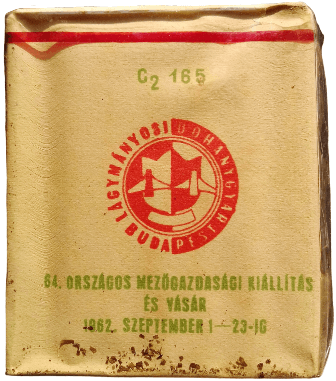 C2 165
LÁGYMÁNYOSI DOHÁNYGYÁR
BUDAPEST
64. ORSZÁGOS MEZŐGAZDASÁGI KIÁLLÍTÁS
ÉS VÁSÁR
1962. SZEPTEMBER 1—23-IG